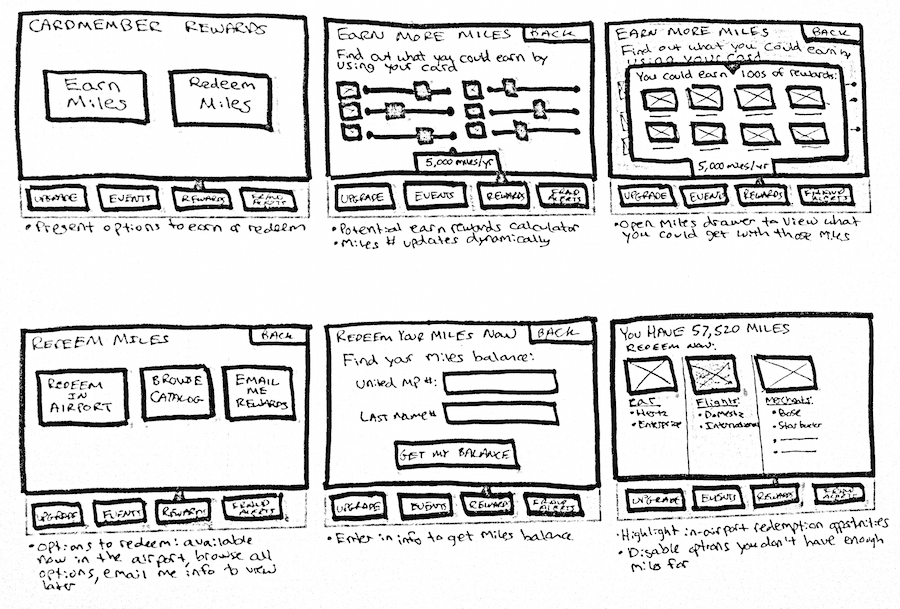 CARDMEMBER REWARDS
Earn
Miles
Redeem
Miles
UPGRADE EVENTS REWARDS FRAUD ALERTS
• Present options to earn or redeem
EARN MORE MILES BACK
Find out what you could earn by
using your card
5,000 miles/yr
UPGRADE EVENTS REWARDS FRAUD ALERTS
• Potential earn rewards calculator
• Miles # updates dynamically
EARN MORE MILES BACK
Find out what you could earn by
using your card
You could earn 100s of rewards:
5,000 miles/yr
UPGRADE EVENTS REWARDS ALERTS
• Open Miles drawer to view what
you could get with those miles
REDEEM MILES BACK
REDEEM
IN
AIRPORT
BROWSE
CATALOG
EMAIL
ME
REWARDS
UPGRADE EVENTS REWARDS FRAUD ALERTS
• Options to redeem: available
now in the airport, browse all
options, email me info to view
later
REDEEM YOUR MILES NOW BACK
Find your miles balance:
United MP #:
LAST NAME #
GET MY BALANCE
UPGRADE EVENTS REWARDS FRAUD ALERTS
• Enter in info to get miles balance
YOU HAVE 57,520 MILES
REDEEM NOW:
Car Flights
• Hertz
• Enterprise
• Domestic
• International
• Bose
• Starbucks
UPGRADE EVENTS REWARDS FRAUD ALERTS
• Highlight in-airport redemption
• Disable options you don't have enough
miles for